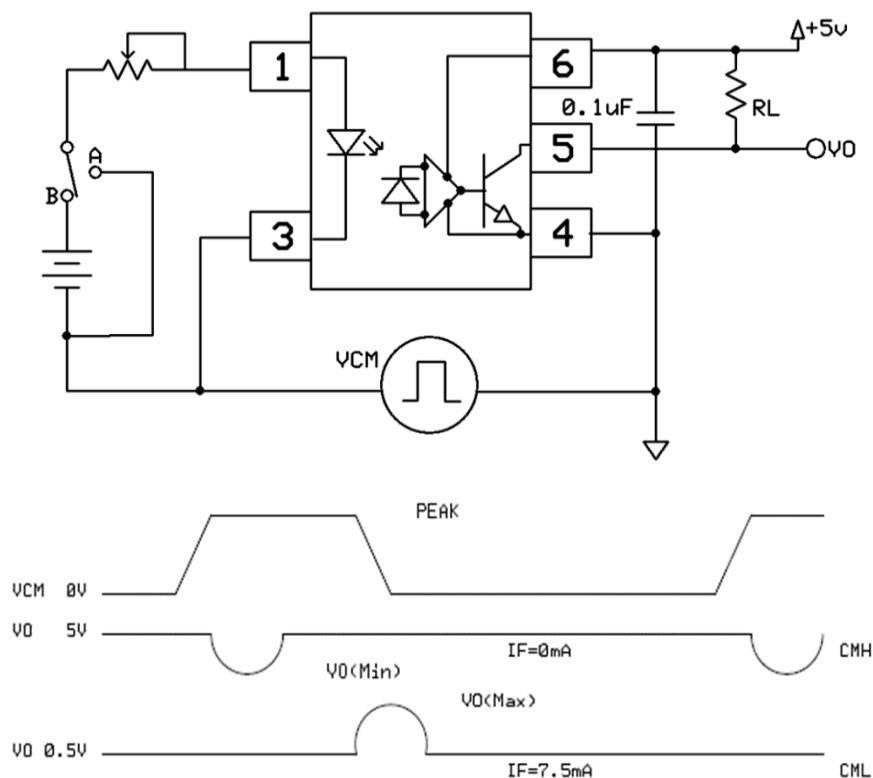 +5v
1
6
0.1uF
RL
A
5
VO
B
3
4
VCM
PEAK
VCM 0V
VO 5V
IF=0mA
CMH
VO(Min)
VO(Max)
VO 0.5V
IF=7.5mA
CML